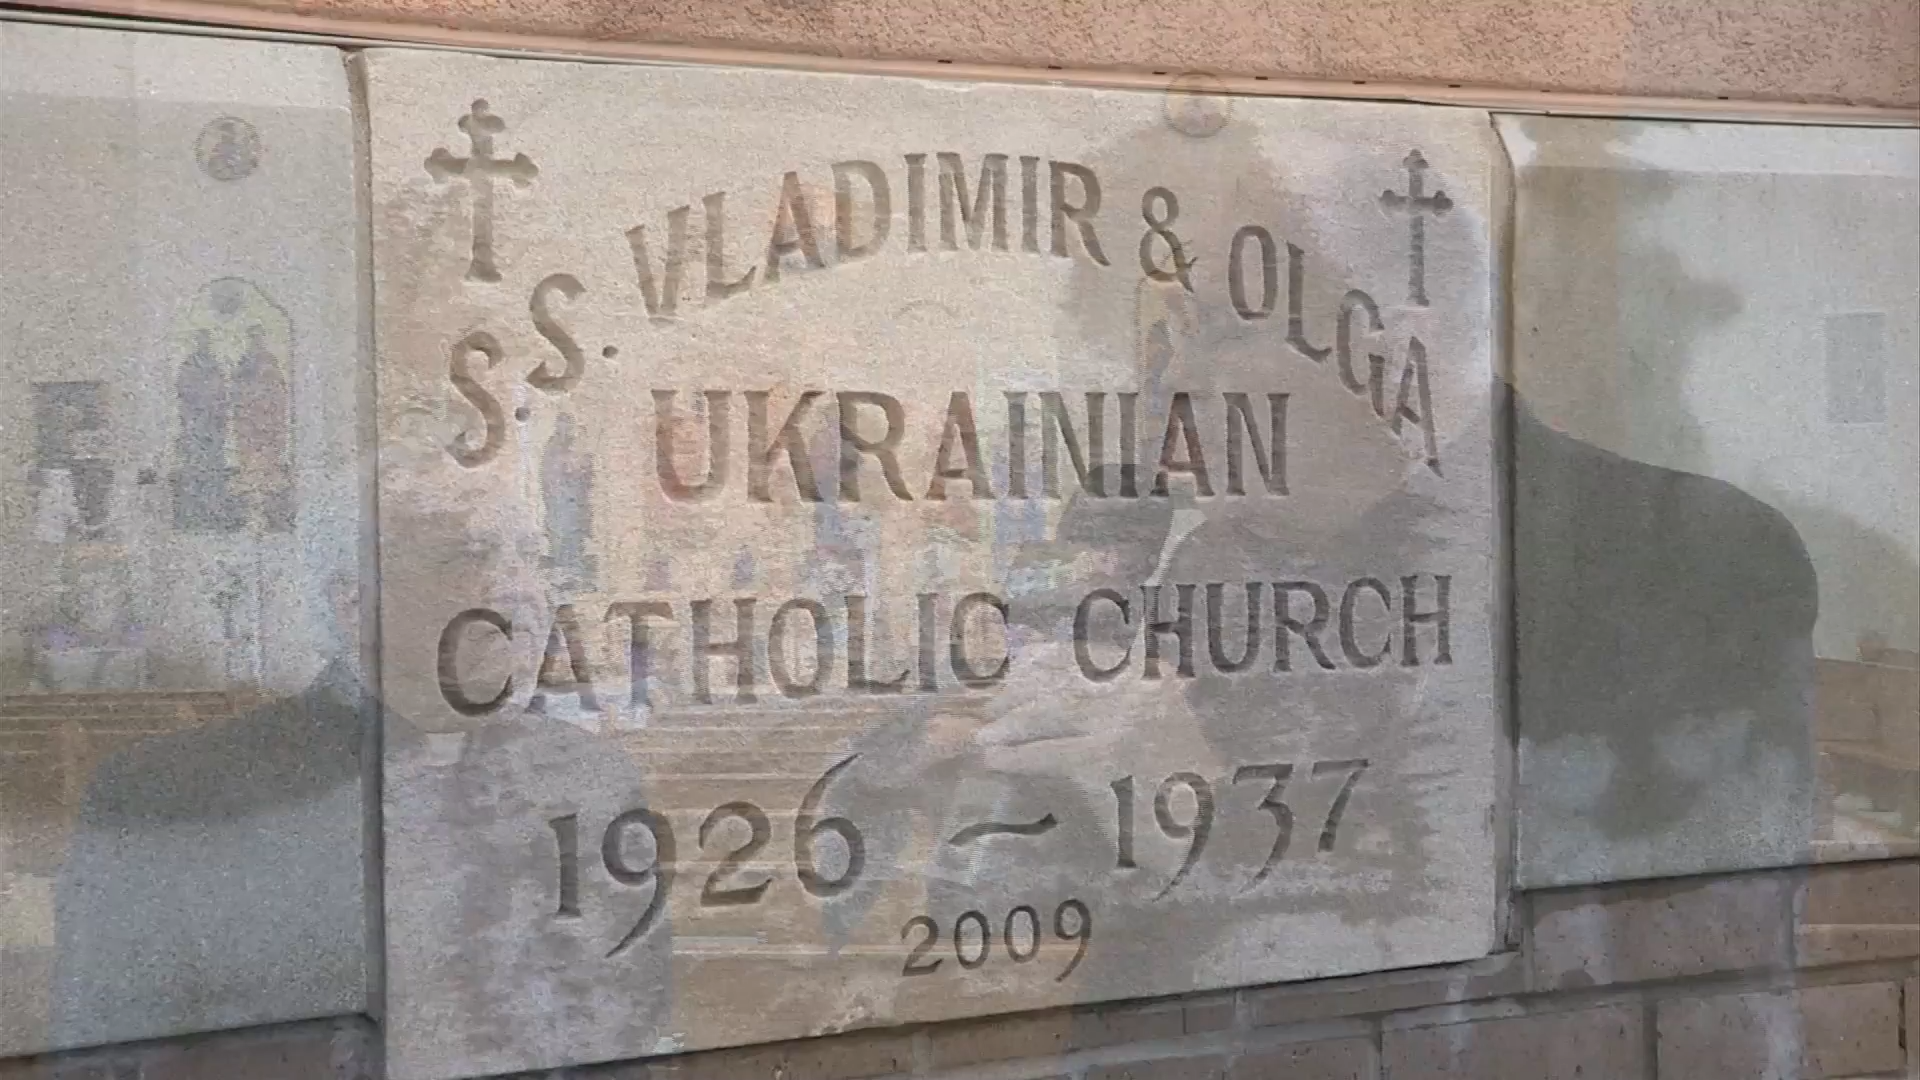 S.S. VLADIMIR & OLGA
UKRAINIAN
CATHOLIC CHURCH
1926 ~ 1937
2009